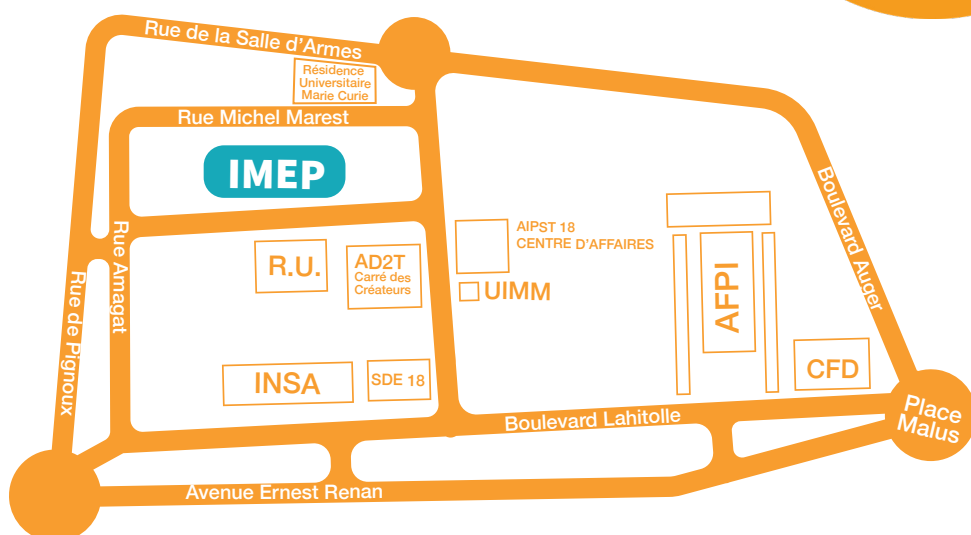 Rue de la Salle d'Armes
Résidence
Universitaire
Marie Curie
Rue Michel Marest
IMEP
Rue Amagat
Rue de Pignoux
R.U.
AD2T
Carré des
Créateurs
AIPST 18
CENTRE D'AFFAIRES
UIMM
AFPI
Boulevard Auger
INSA
SDE 18
CFD
Boulevard Lahitolle
Place
Malus
Avenue Ernest Renan